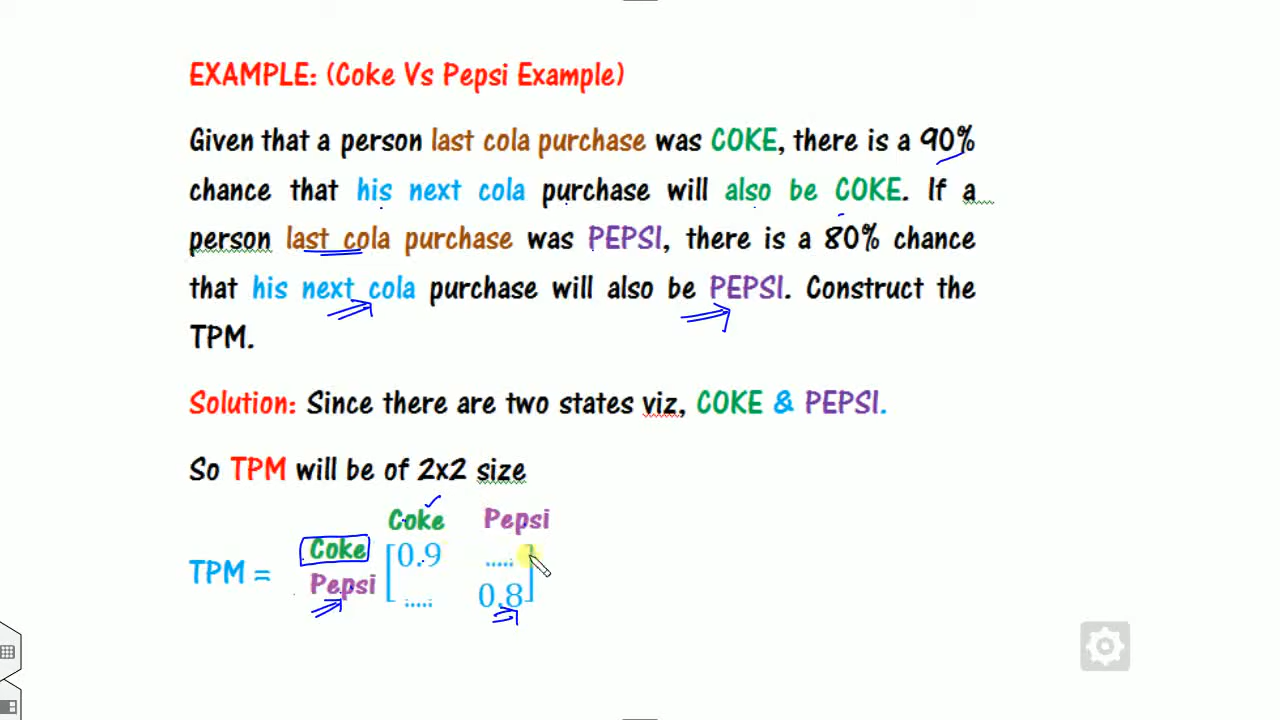 EXAMPLE: (Coke Vs Pepsi Example)
Given that a person last cola purchase was COKE, there is a 90%
chance that his next cola purchase will also be COKE. If a
person last cola purchase was PEPSI, there is a 80% chance
that his next cola purchase will also be PEPSI. Construct the
TPM.
Solution: Since there are two states viz, COKE & PEPSI.
So TPM will be of 2x2 size
Coke Pepsi
TPM = Coke [0.9 .....]
Pepsi [..... 0.8]